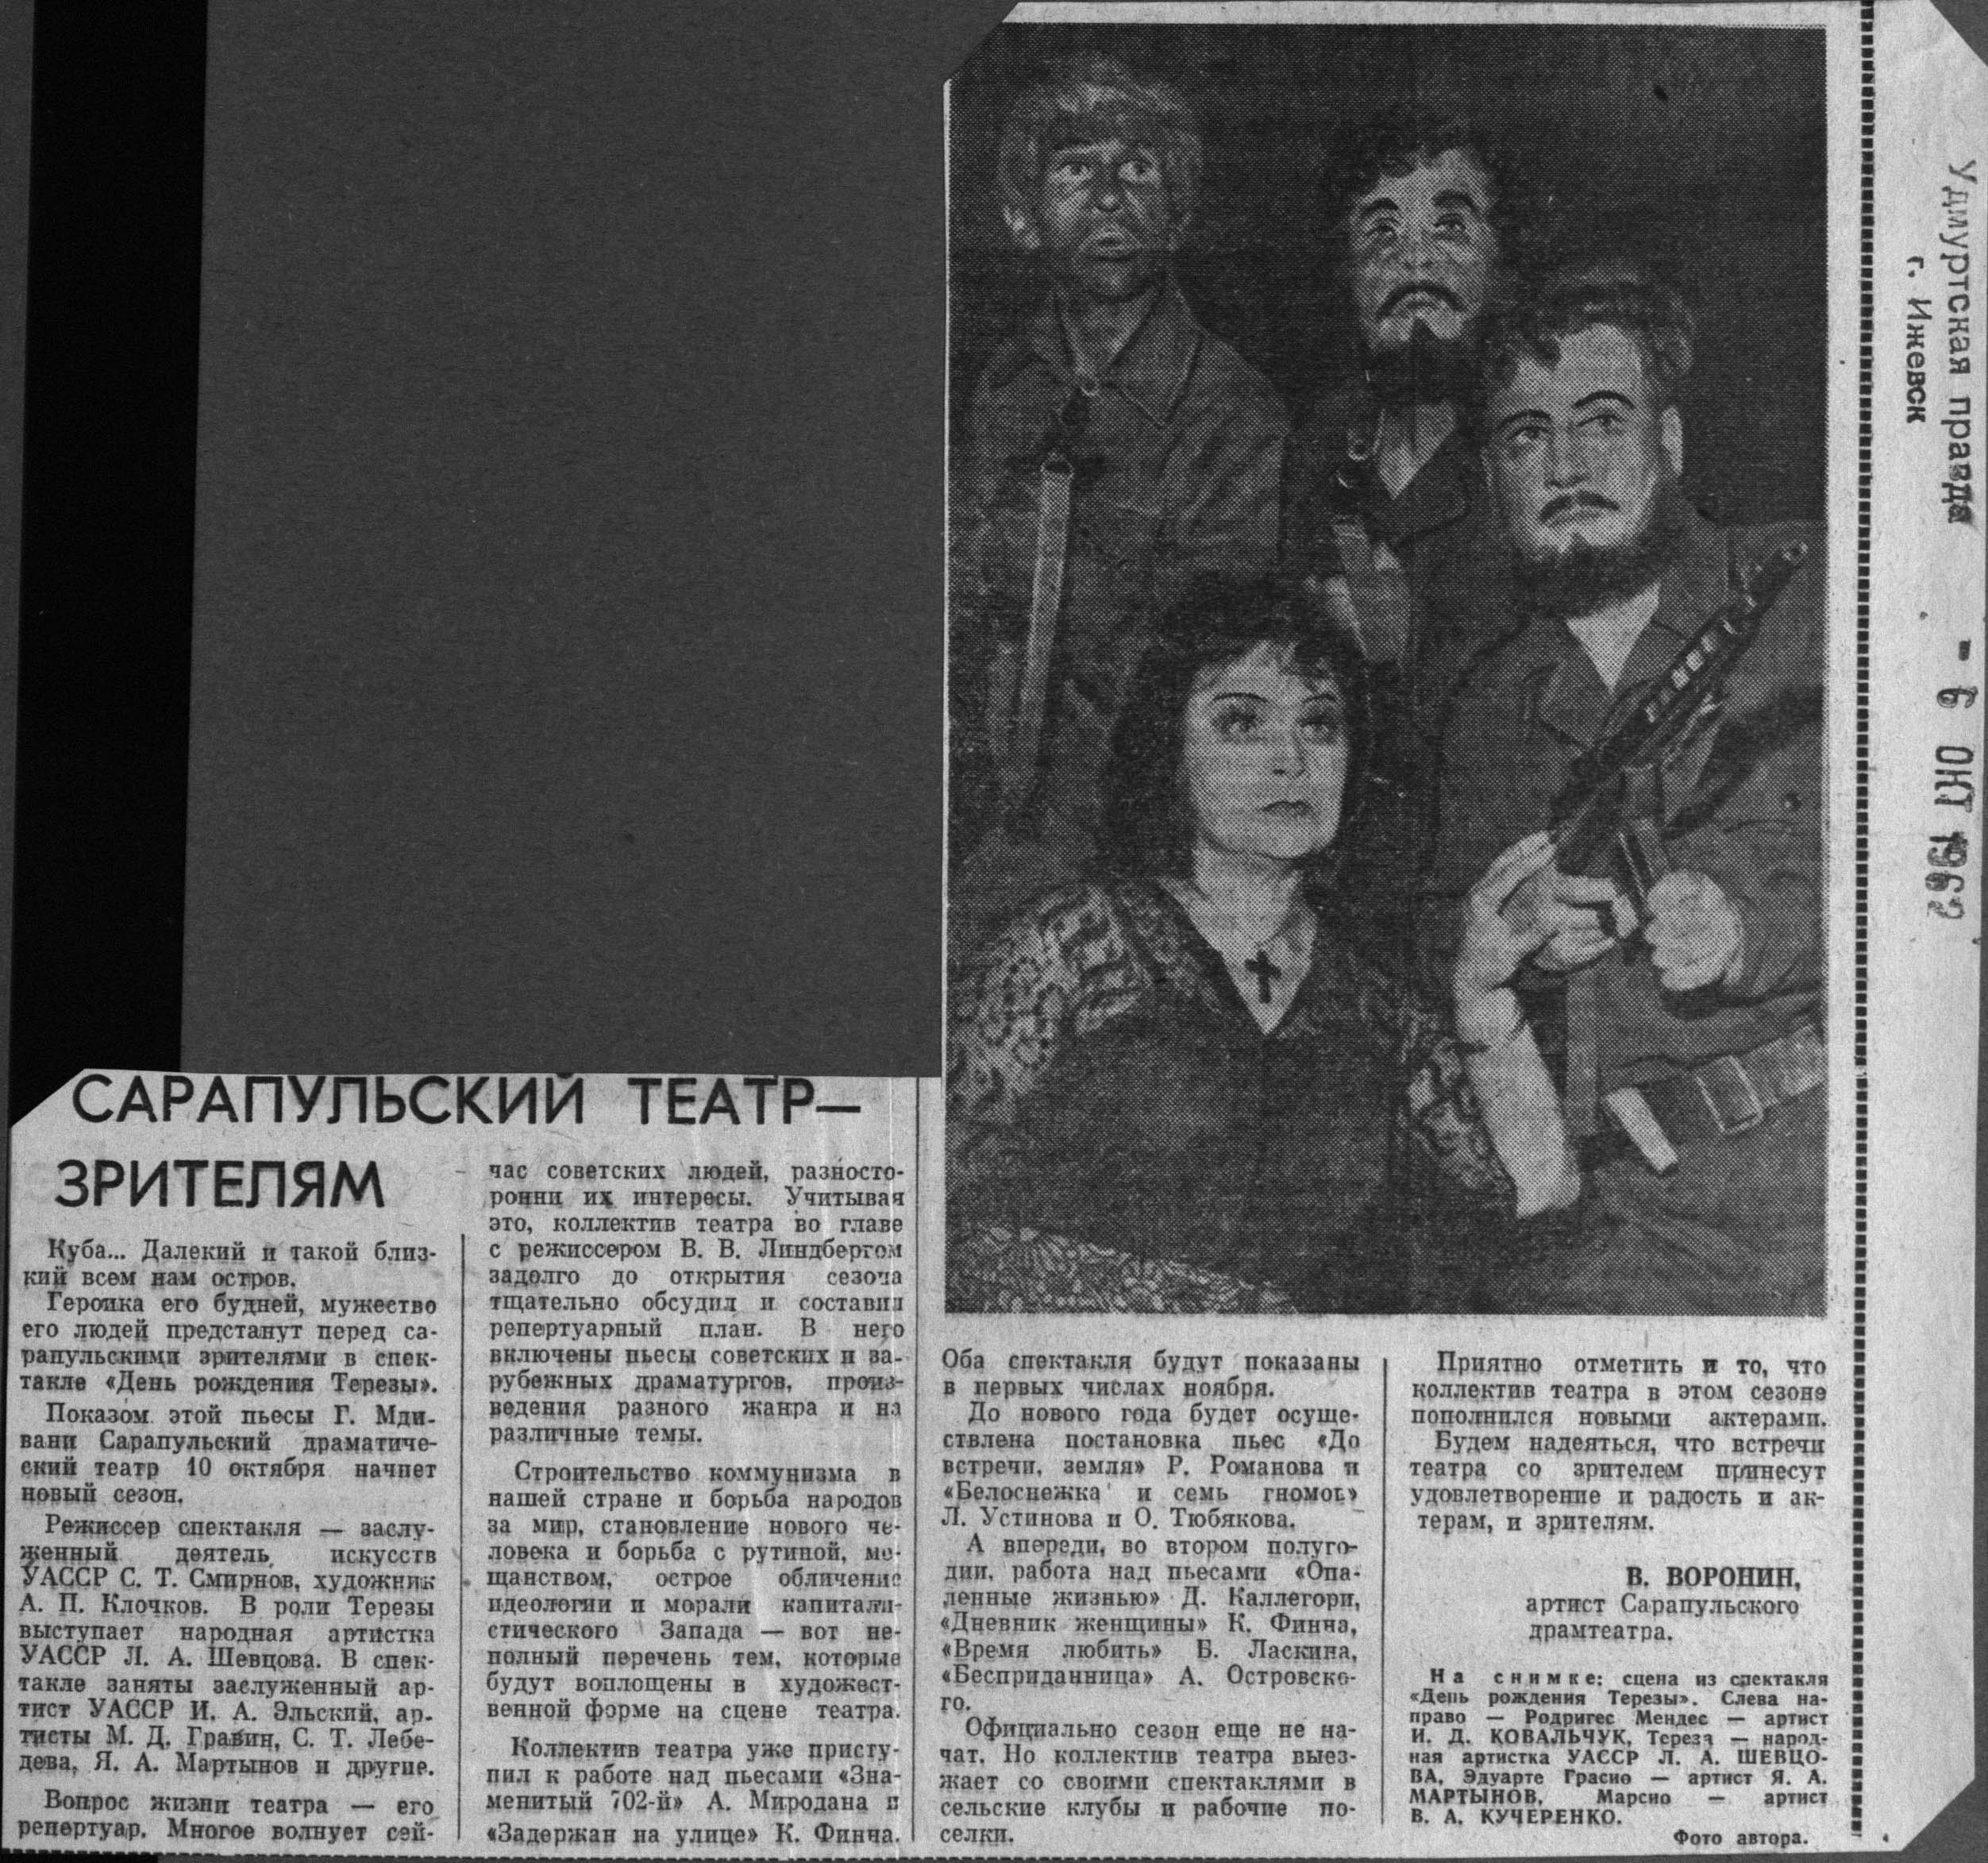 САРАПУЛЬСКИЙ ТЕАТР—
ЗРИТЕЛЯМ
Куба... Далекий и такой близ-
кий всем нам остров.
Героика его будней, мужество
его людей предстанут перед са-
рапульскими зрителями в спек-
такле «День рождения Терезы».
Показом этой пьесы Г. Мди-
вани Сарапульский драматиче-
ский театр 10 октября начнет
новый сезон.
Режиссер спектакля — заслу-
женный деятель искусств
УАССР С. Т. Смирнов, художник
А. П. Клочков. В роли Терезы
выступает народная артистка
УАССР Л. А. Шевцова. В спек-
такле заняты заслуженный ар-
тист УАССР И. А. Эльский, ар-
тисты М. Д. Гравин, С. Т. Лебе-
дева, Я. А. Мартынов и другие.
Вопрос жизни театра — его
репертуар. Многое волнует сей-
час советских людей, разносто-
ронни их интересы. Учитывая
это, коллектив театра во главе
с режиссером В. В. Линдбергом
задолго до открытия сезона
тщательно обсудил и составил
репертуарный план. В него
включены пьесы советских и за-
рубежных драматургов, произ-
ведения разного жанра и на
различные темы.
Строительство коммунизма в
нашей стране и борьба народов
за мир, становление нового че-
ловека и борьба с рутиной, ме-
щанством, острое обличение
идеологии и морали капитали-
стического Запада — вот не-
полный перечень тем, которые
будут воплощены в художест-
венной форме на сцене театра.
Коллектив театра уже присту-
пил к работе над пьесами «Зна-
менитый 702-й» А. Миродана и
«Задержан на улице» К. Финча.
Оба спектакля будут показаны
в первых числах ноября.
До нового года будет осуще-
ствлена постановка пьес «До
встречи, земля» Р. Романова и
«Белоснежка и семь гномов»
Л. Устинова и О. Тюбякова.
А впереди, во втором полуго-
дии, работа над пьесами «Опа-
ленные жизнью» Д. Каллегори,
«Дневник женщины» К. Финна,
«Время любить» Б. Ласкина,
«Бесприданница» А. Островско-
го.
Официально сезон еще не на-
чат. Но коллектив театра выез-
жает со своими спектаклями в
сельские клубы и рабочие по-
селки.
Приятно отметить и то, что
коллектив театра в этом сезоне
пополнился новыми актерами.
Будем надеяться, что встречи
театра со зрителем принесут
удовлетворение и радость и ак-
терам, и зрителям.
В. ВОРОНИН,
артист Сарапульского
драмтеатра.
На снимке: сцена из спектакля
«День рождения Терезы». Слева на-
право — Родригес Мендес — артист
И. Д. КОВАЛЬЧУК, Тереза — народ-
ная артистка УАССР Л. А. ШЕВЦО-
ВА, Эдуарте Грасио — артист Я. А.
МАРТЫНОВ, Марсио — артист
В. А. КУЧЕРЕНКО.
Фото автора.
Удмуртская правда
г. Ижевск
- 6 ОКТ 1962